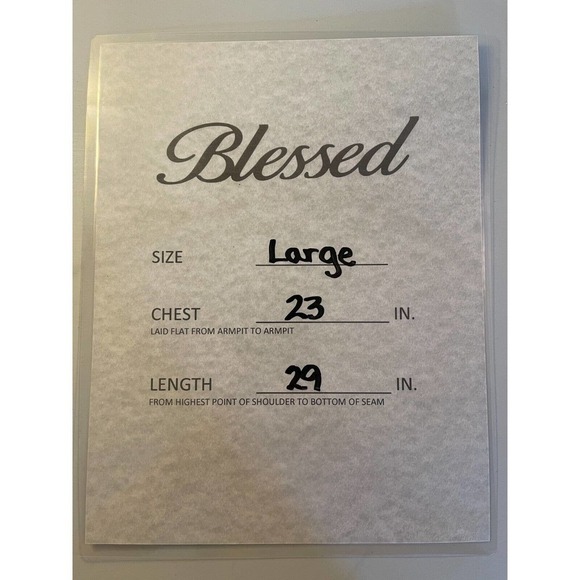 Blessed
SIZE Large
CHEST 23 IN.
LAID FLAT FROM ARMPIT TO ARMPIT
LENGTH 29 IN.
FROM HIGHEST POINT OF SHOULDER TO BOTTOM OF SEAM